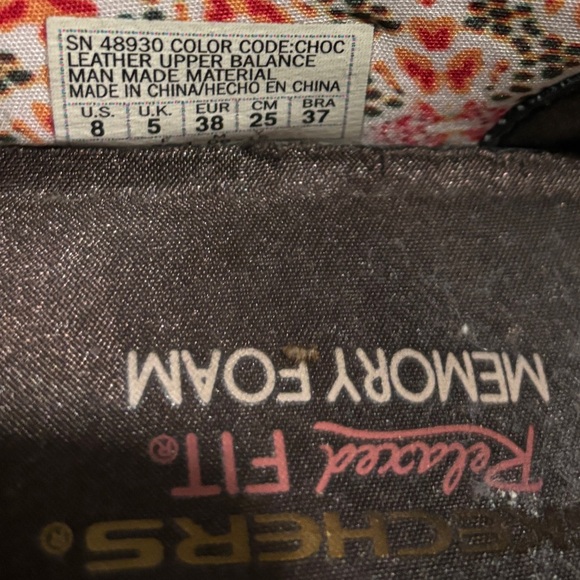 SN 48930 COLOR CODE:CHOC
LEATHER UPPER BALANCE
MAN MADE MATERIAL
MADE IN CHINA/HECHO EN CHINA
U.S. U.K. EUR CM BRA
8 5 38 25 37
SKECHERS®
Relaxed FIT®
MEMORY FOAM